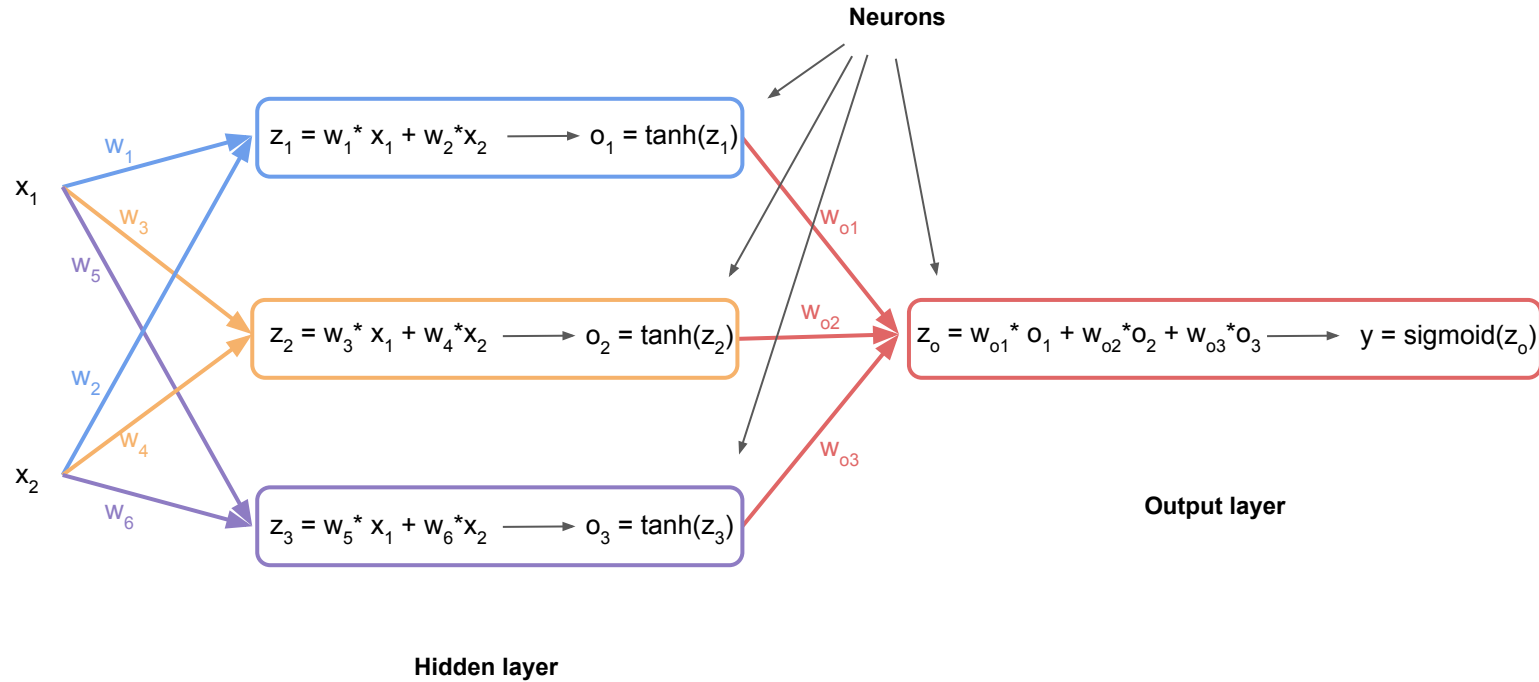 Neurons
z₁ = w₁* x₁ + w₂*x₂ o₁ = tanh(z₁)
w₁
x₁
w₃
w₅
w₀₁
w₀₂
z₂ = w₃* x₁ + w₄*x₂ o₂ = tanh(z₂)
zₒ = wₒ₁* o₁ + wₒ₂*o₂ + wₒ₃*o₃ y = sigmoid(zₒ)
w₂
w₄
wₒ₃
x₂
w₆
z₃ = w₅* x₁ + w₆*x₂ o₃ = tanh(z₃)
Output layer
Hidden layer